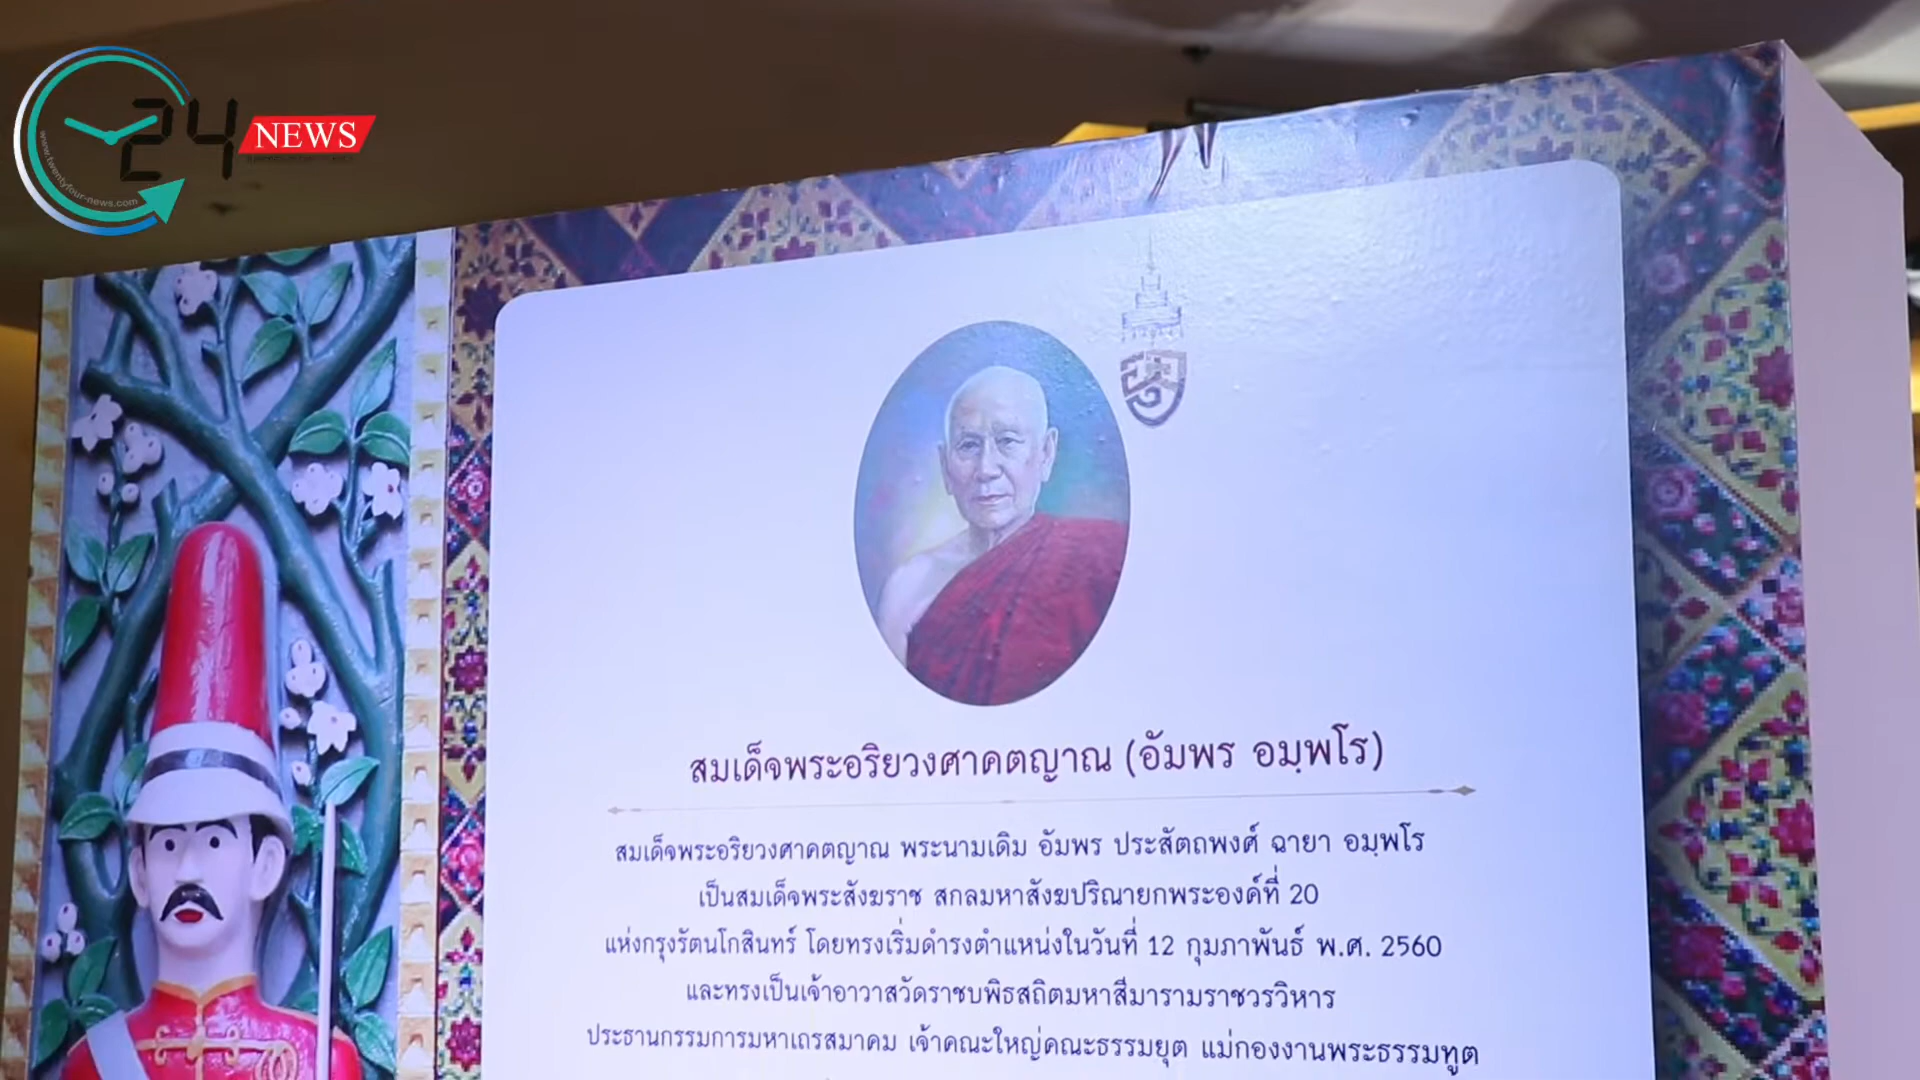 24
NEWS
www.twentyfour-news.com
สมเด็จพระอริยวงศาคตญาณ (อัมพร อมฺพโร)
สมเด็จพระอริยวงศาคตญาณ พระนามเดิม อัมพร ประสัตถพงศ์ ฉายา อมฺพโร
เป็นสมเด็จพระสังฆราช สกลมหาสังฆปริณายกพระองค์ที่ 20
แห่งกรุงรัตนโกสินทร์ โดยทรงเริ่มดำรงตำแหน่งในวันที่ 12 กุมภาพันธ์ พ.ศ. 2560
และทรงเป็นเจ้าอาวาสวัดราชบพิธสถิตมหาสีมารามราชวรวิหาร
ประธานกรรมการมหาเถรสมาคม เจ้าคณะใหญ่คณะธรรมยุต แม่กองงานพระธรรมทูต